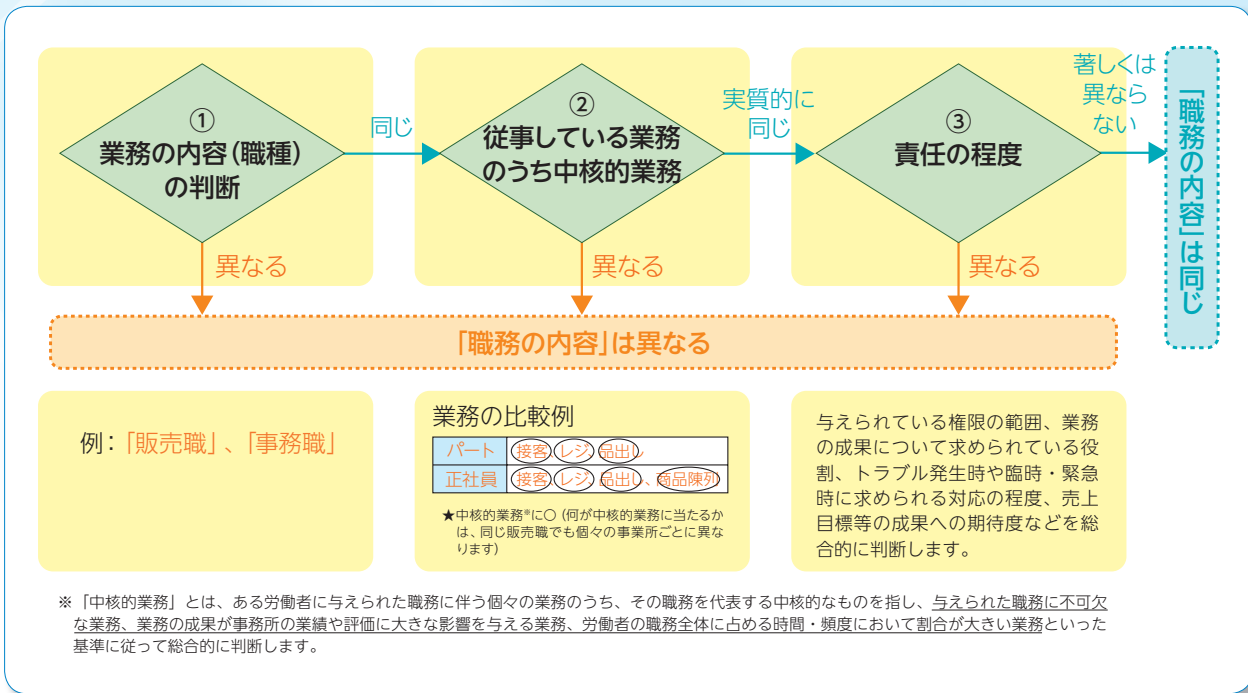 ①
業務の内容（職種）
の判断
同じ
②
従事している業務
のうち中核的業務
実質的に
同じ
③
責任の程度
著しくは
異なら
ない
「職務の内容」は同じ
異なる
異なる
異なる
「職務の内容」は異なる
例：「販売職」、「事務職」
業務の比較例
パート 接客、レジ、品出し
正社員 接客、レジ、品出し、商品陳列
★中核的業務※に〇（何が中核的業務に当たるか
は、同じ販売職でも個々の事業所ごとに異な
ります）
与えられている権限の範囲、業務
の成果について求められている役
割、トラブル発生時や臨時・緊急
時に求められる対応の程度、売上
目標等の成果への期待度などを総
合的に判断します。
※「中核的業務」とは、ある労働者に与えられた職務に伴う個々の業務のうち、その職務を代表する中核的なものを指し、与えられた職務に不可欠
な業務、業務の成果が事務所の業績や評価に大きな影響を与える業務、労働者の職務全体に占める時間・頻度において割合が大きい業務といった
基準に従って総合的に判断します。